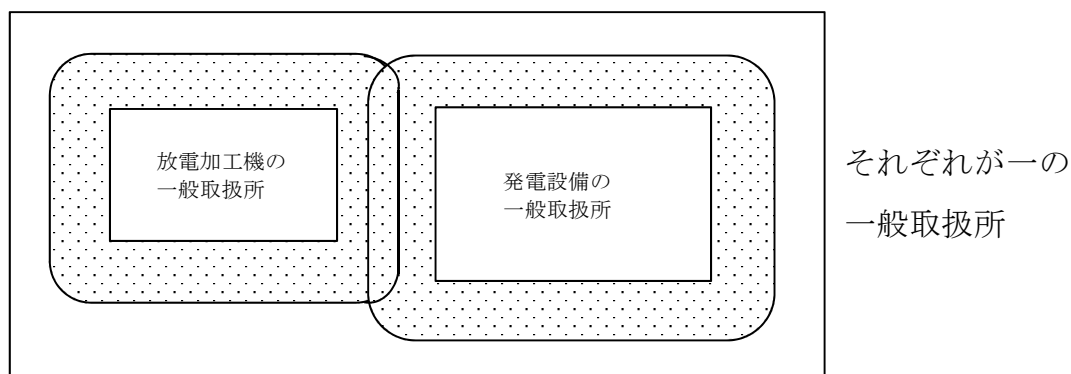 放電加工機の
一般取扱所
発電設備の
一般取扱所
それぞれが一の
一般取扱所